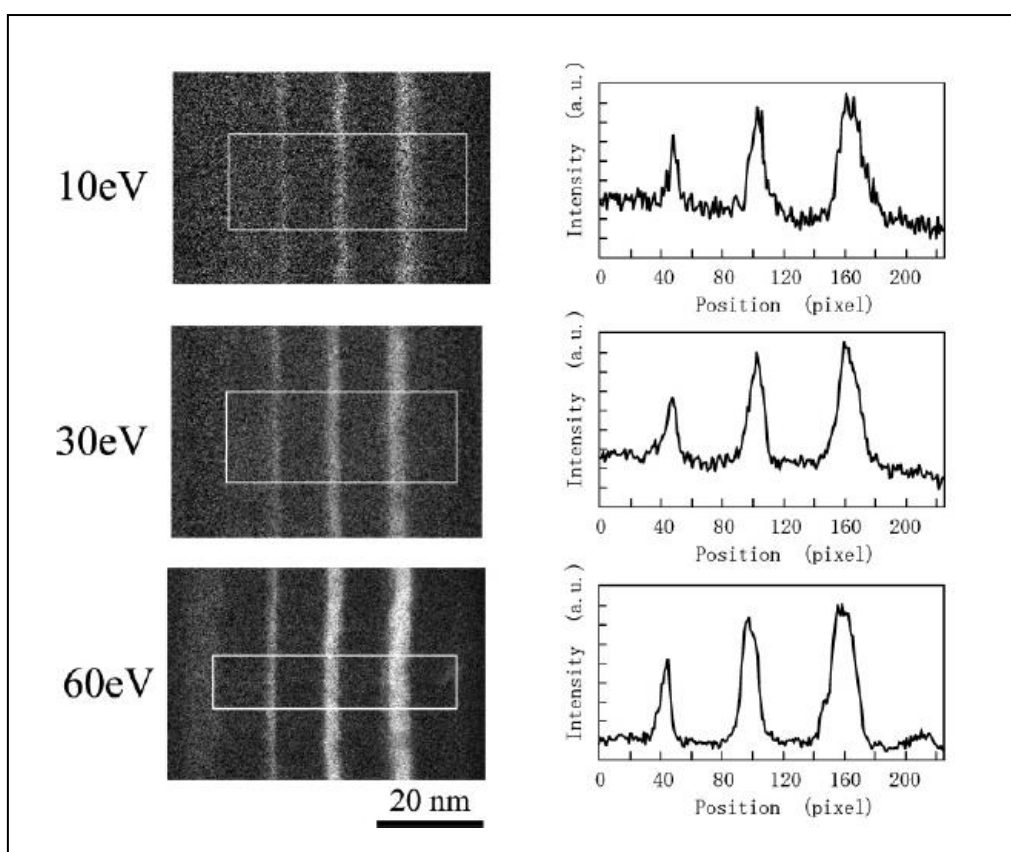 10eV
Intensity (a.u.)
0 40 80 120 160 200
Position (pixel)
30eV
Intensity (a.u.)
0 40 80 120 160 200
Position (pixel)
60eV
Intensity (a.u.)
0 40 80 120 160 200
Position (pixel)
20 nm